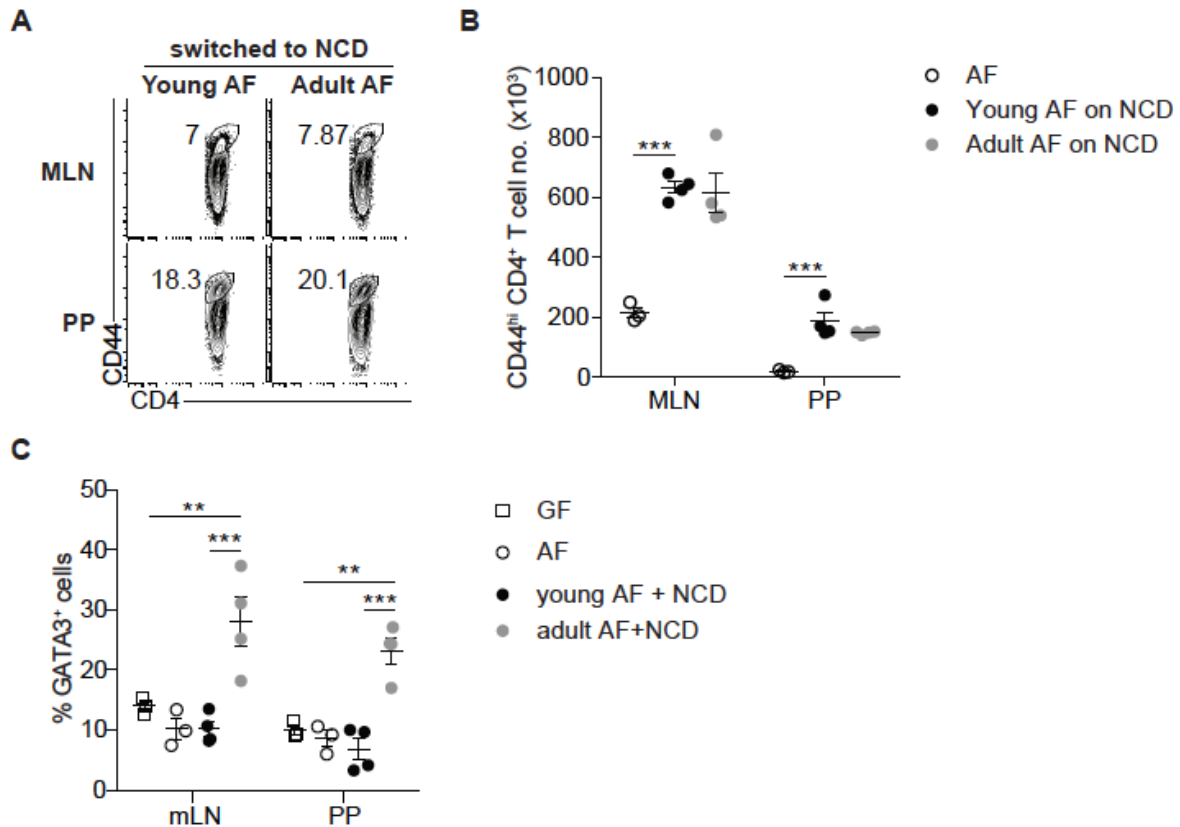 A
switched to NCD
Young AF Adult AF
MLN
7
7.87
PP
18.3
20.1
CD44
CD4
B
CD44hi CD4+ T cell no. (x10³)
1000
800
600
400
200
0
***
***
MLN PP
AF
Young AF on NCD
Adult AF on NCD
C
% GATA3+ cells
50
40
30
20
10
0
**
***
**
***
mLN PP
GF
AF
young AF + NCD
adult AF+NCD